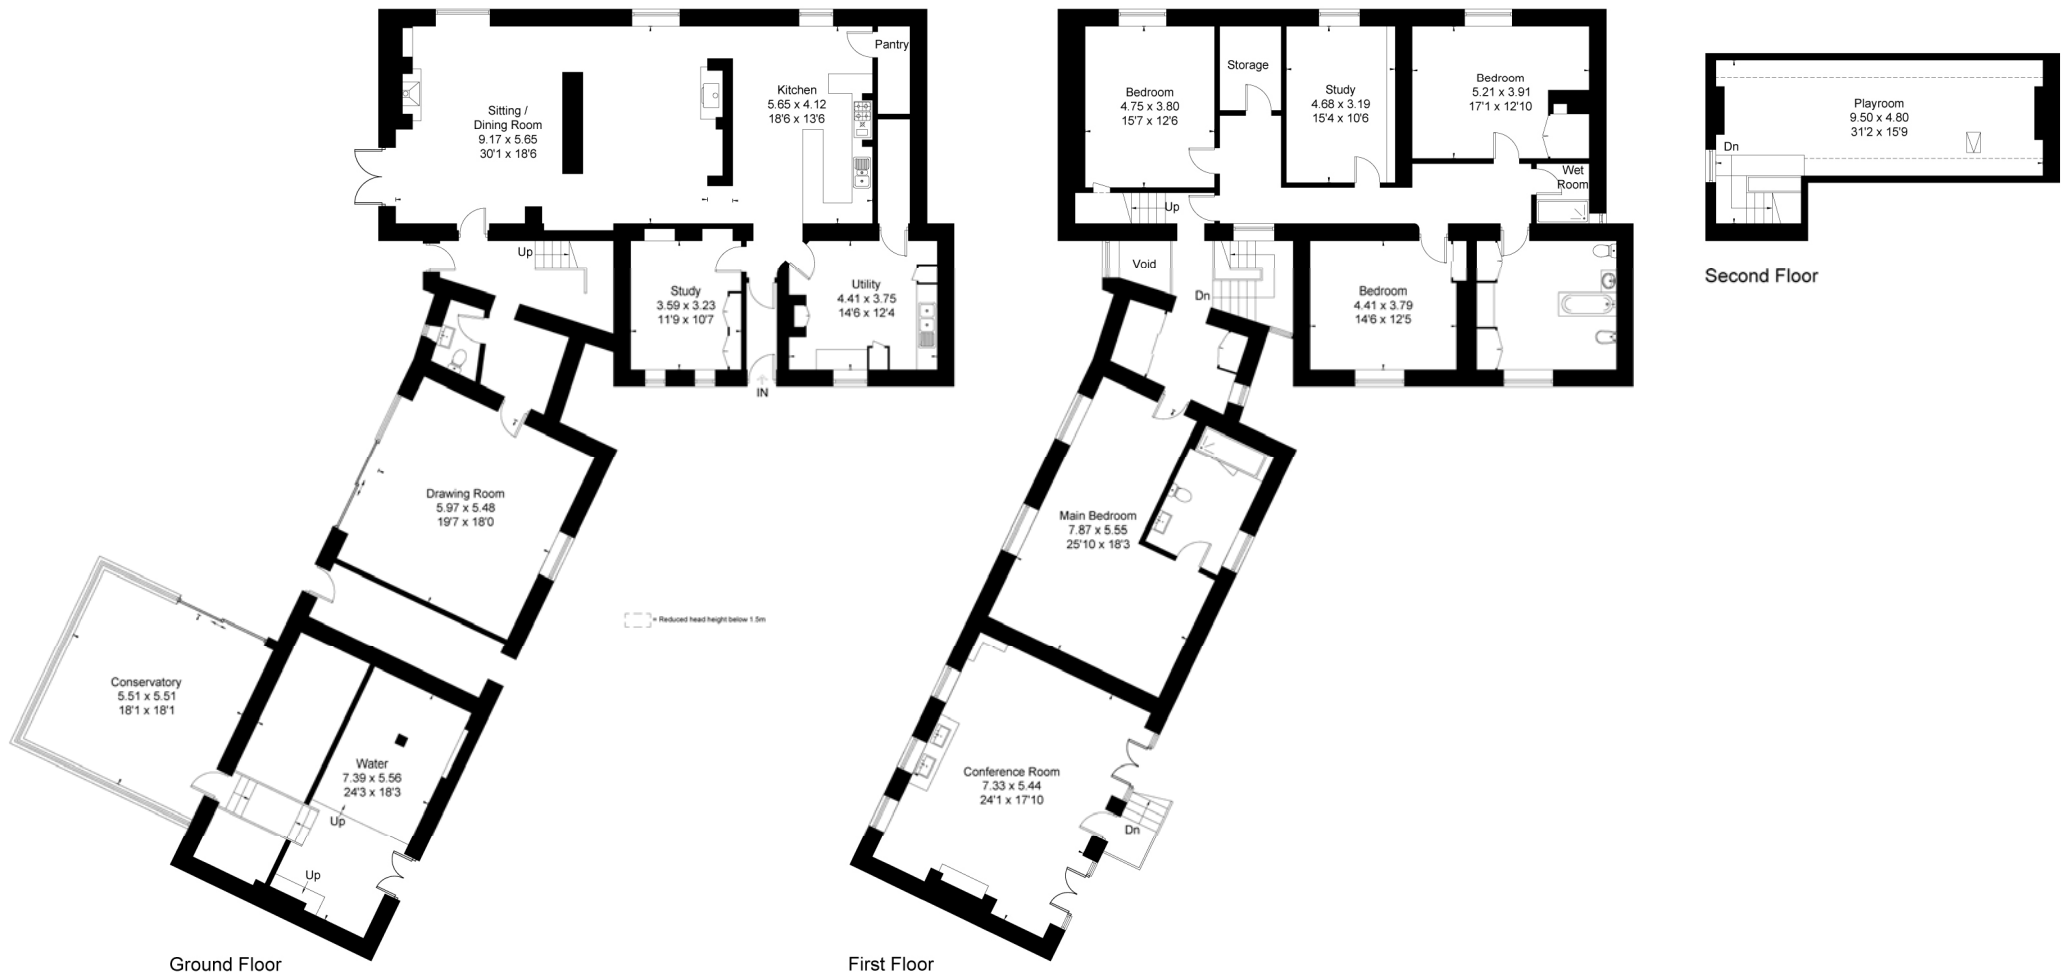 Pantry
Kitchen
5.65 x 4.12
18'6 x 13'6
Sitting /
Dining Room
9.17 x 5.65
30'1 x 18'6
Up
Study
3.59 x 3.23
11'9 x 10'7
Utility
4.41 x 3.75
14'6 x 12'4
IN
Drawing Room
5.97 x 5.48
19'7 x 18'0
Conservatory
5.51 x 5.51
18'1 x 18'1
Water
7.39 x 5.56
24'3 x 18'3
Up
Up
Ground Floor
= Reduced head height below 1.5m
Bedroom
4.75 x 3.80
15'7 x 12'6
Storage
Study
4.68 x 3.19
15'4 x 10'6
Bedroom
5.21 x 3.91
17'1 x 12'10
Wet
Room
Up
Void
Dn
Bedroom
4.41 x 3.79
14'6 x 12'5
Main Bedroom
7.87 x 5.55
25'10 x 18'3
Conference Room
7.33 x 5.44
24'1 x 17'10
Dn
First Floor
Playroom
9.50 x 4.80
31'2 x 15'9
Dn
Second Floor